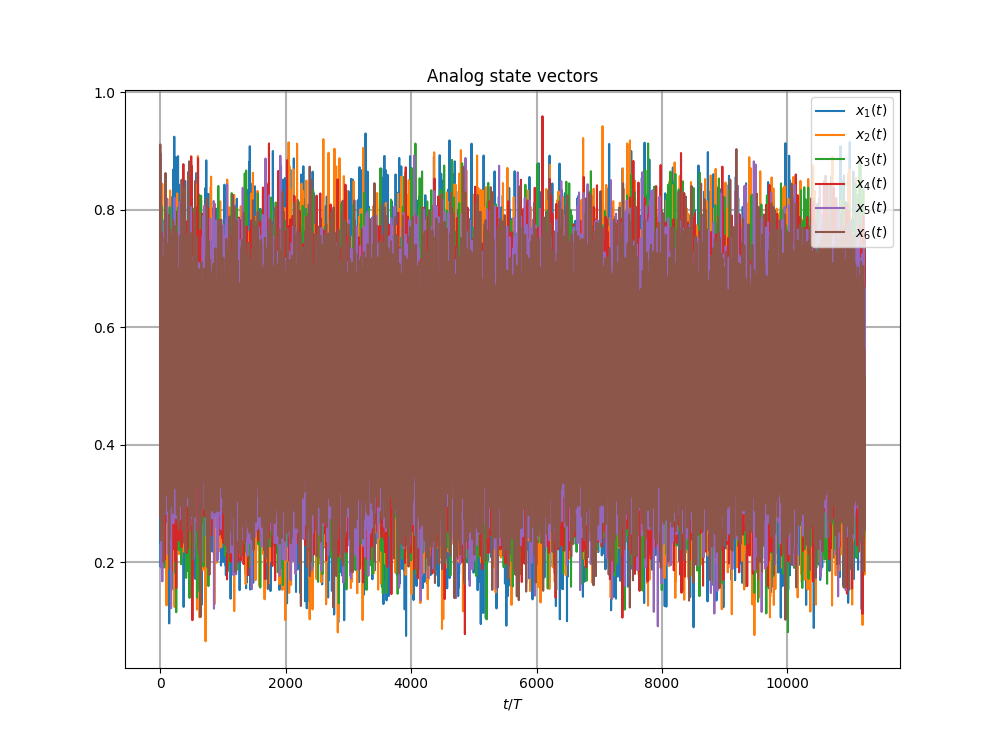 Analog state vectors
1.0
0.8
0.6
0.4
0.2
0
2000
4000
6000
8000
10000
t/T
x₁(t)
x₂(t)
x₃(t)
x₄(t)
x₅(t)
x₆(t)